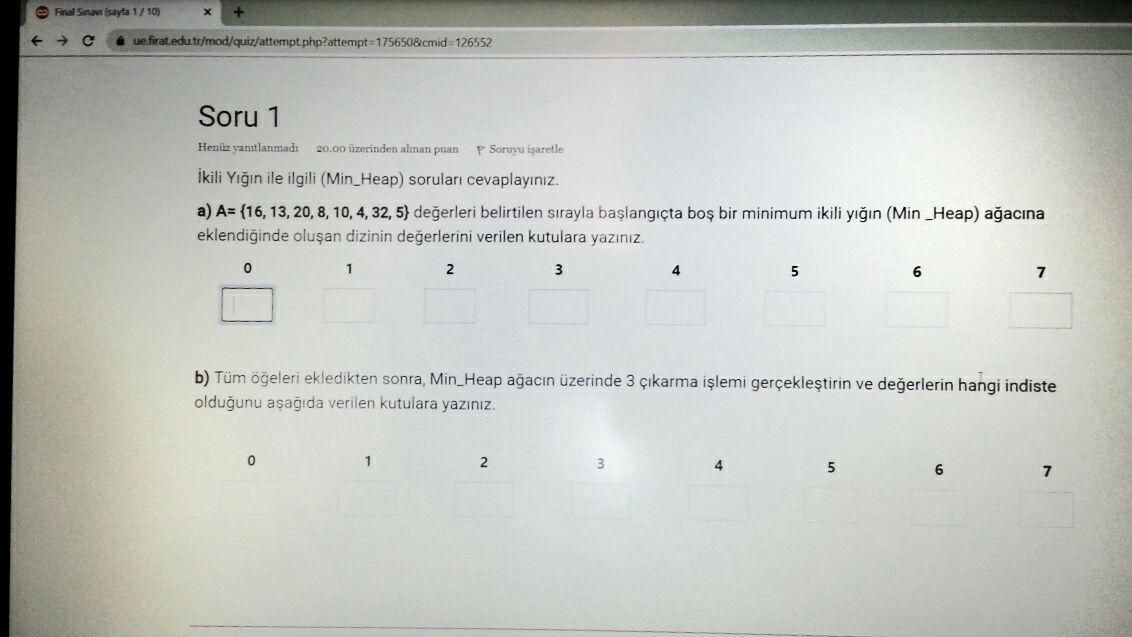 Final Sınavı (sayfa 1 / 10)
ue.firat.edu.tr/mod/quiz/attempt.php?attempt=175650&cmid=126552
Soru 1
Henüz yanıtlanmadı 20.00 üzerinden alınan puan Soruyu işaretle
İkili Yığın ile ilgili (Min_Heap) soruları cevaplayınız.
a) A= {16, 13, 20, 8, 10, 4, 32, 5} değerleri belirtilen sırayla başlangıçta boş bir minimum ikili yığın (Min _Heap) ağacına
eklendiğinde oluşan dizinin değerlerini verilen kutulara yazınız.
0 1 2 3 4 5 6 7
b) Tüm öğeleri ekledikten sonra, Min_Heap ağacın üzerinde 3 çıkarma işlemi gerçekleştirin ve değerlerin hangi indiste
olduğunu aşağıda verilen kutulara yazınız.
0 1 2 3 4 5 6 7